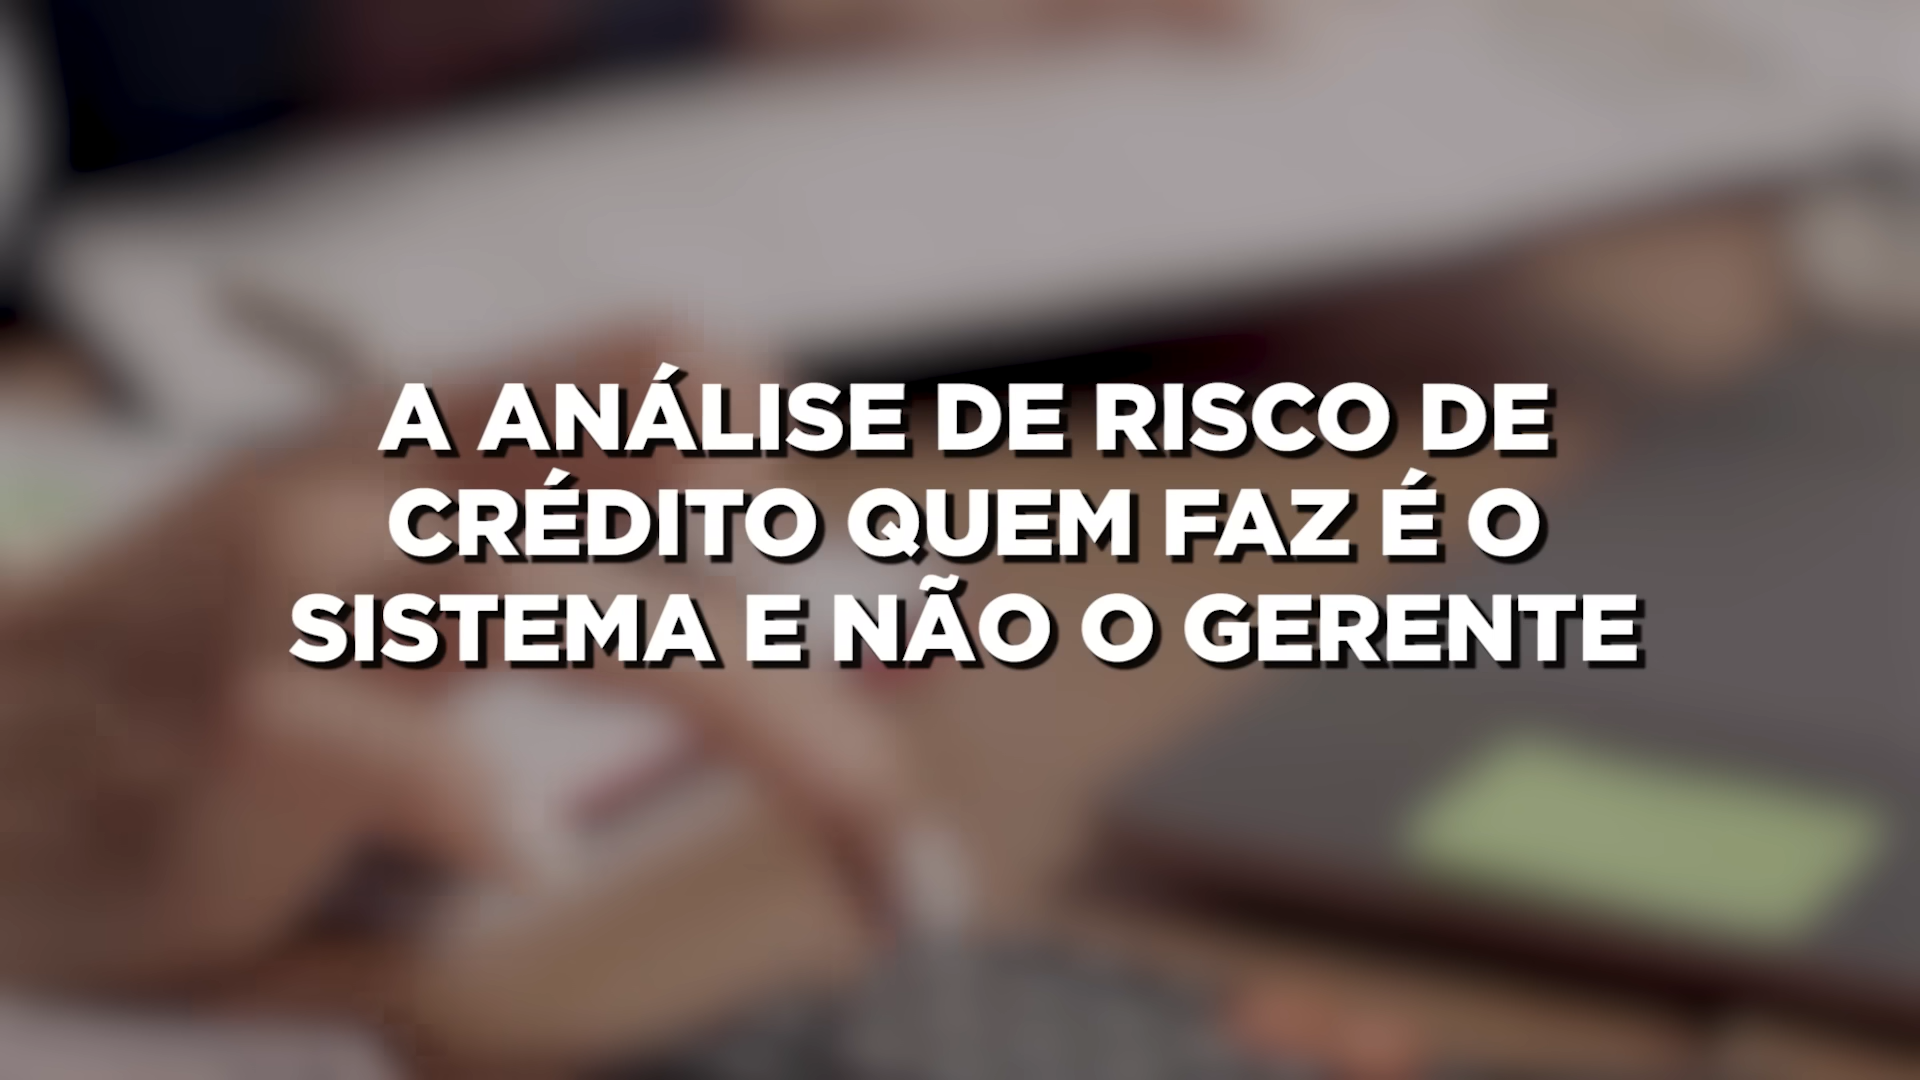 A ANÁLISE DE RISCO DE
CRÉDITO QUEM FAZ É O
SISTEMA E NÃO O GERENTE